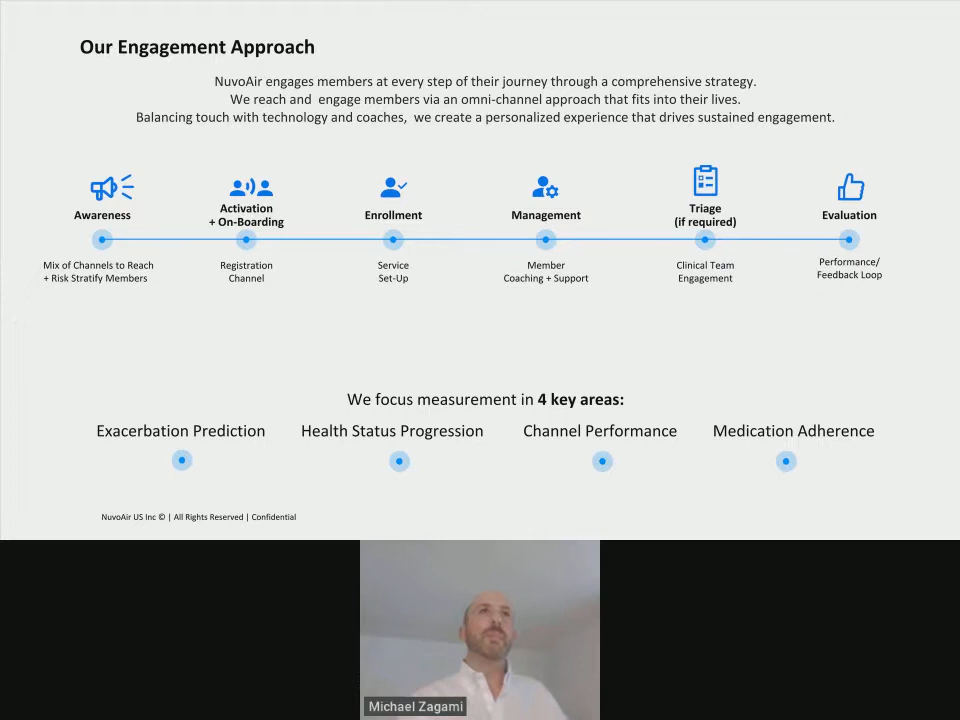 Our Engagement Approach
NuvoAir engages members at every step of their journey through a comprehensive strategy.
We reach and engage members via an omni-channel approach that fits into their lives.
Balancing touch with technology and coaches, we create a personalized experience that drives sustained engagement.
Awareness
Activation
+ On-Boarding
Enrollment
Management
Triage
(if required)
Evaluation
Mix of Channels to Reach
+ Risk Stratify Members
Registration
Channel
Service
Set-Up
Member
Coaching + Support
Clinical Team
Engagement
Performance/
Feedback Loop
We focus measurement in 4 key areas:
Exacerbation Prediction
Health Status Progression
Channel Performance
Medication Adherence
NuvoAir US Inc © | All Rights Reserved | Confidential
Michael Zagami